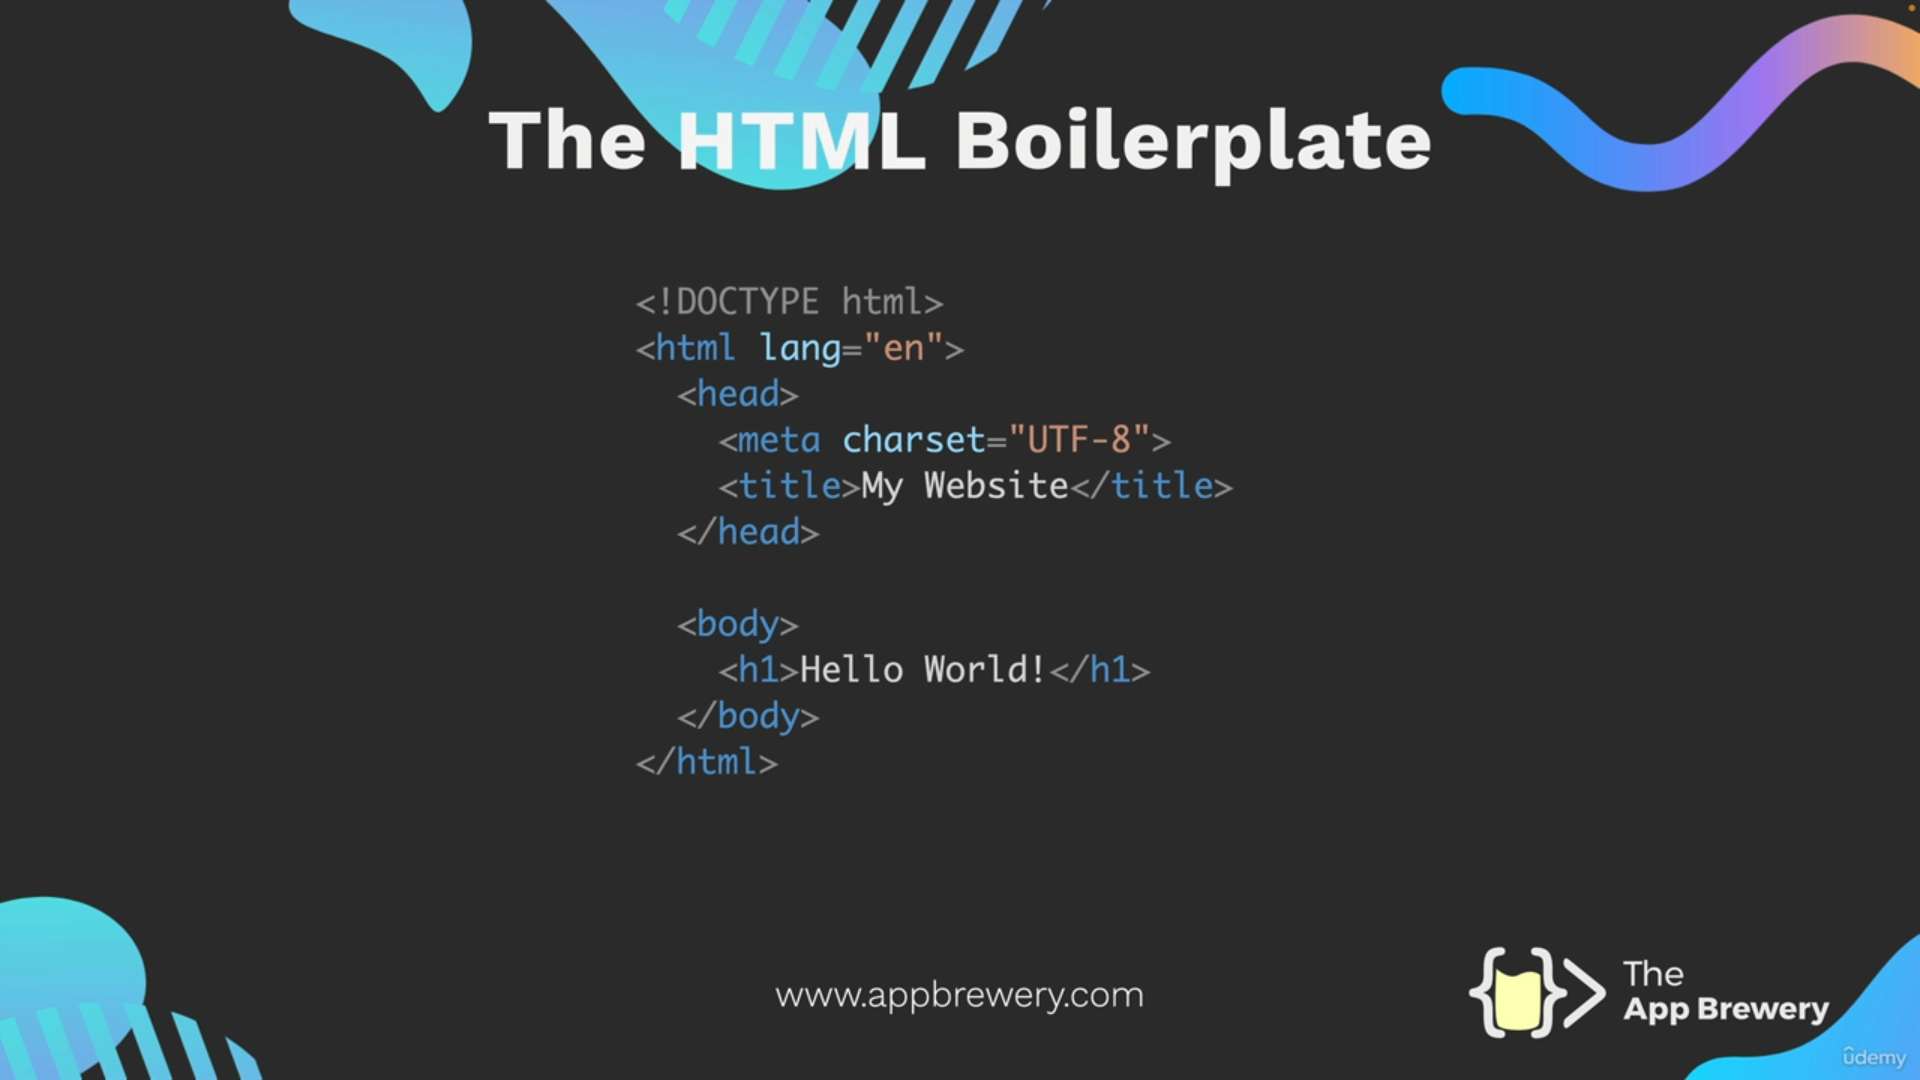 The HTML Boilerplate
<!DOCTYPE html>
<html lang="en">
  <head>
    <meta charset="UTF-8">
    <title>My Website</title>
  </head>

  <body>
    <h1>Hello World!</h1>
  </body>
</html>
www.appbrewery.com
The
App Brewery
ûdemy